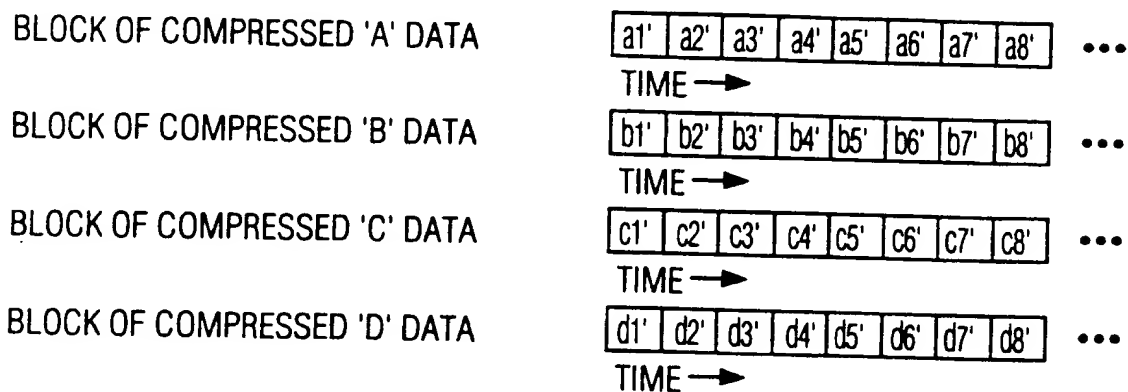 BLOCK OF COMPRESSED 'A' DATA a1' a2' a3' a4' a5' a6' a7' a8' •••
TIME →
BLOCK OF COMPRESSED 'B' DATA b1' b2' b3' b4' b5' b6' b7' b8' •••
TIME →
BLOCK OF COMPRESSED 'C' DATA c1' c2' c3' c4' c5' c6' c7' c8' •••
TIME →
BLOCK OF COMPRESSED 'D' DATA d1' d2' d3' d4' d5' d6' d7' d8' •••
TIME →